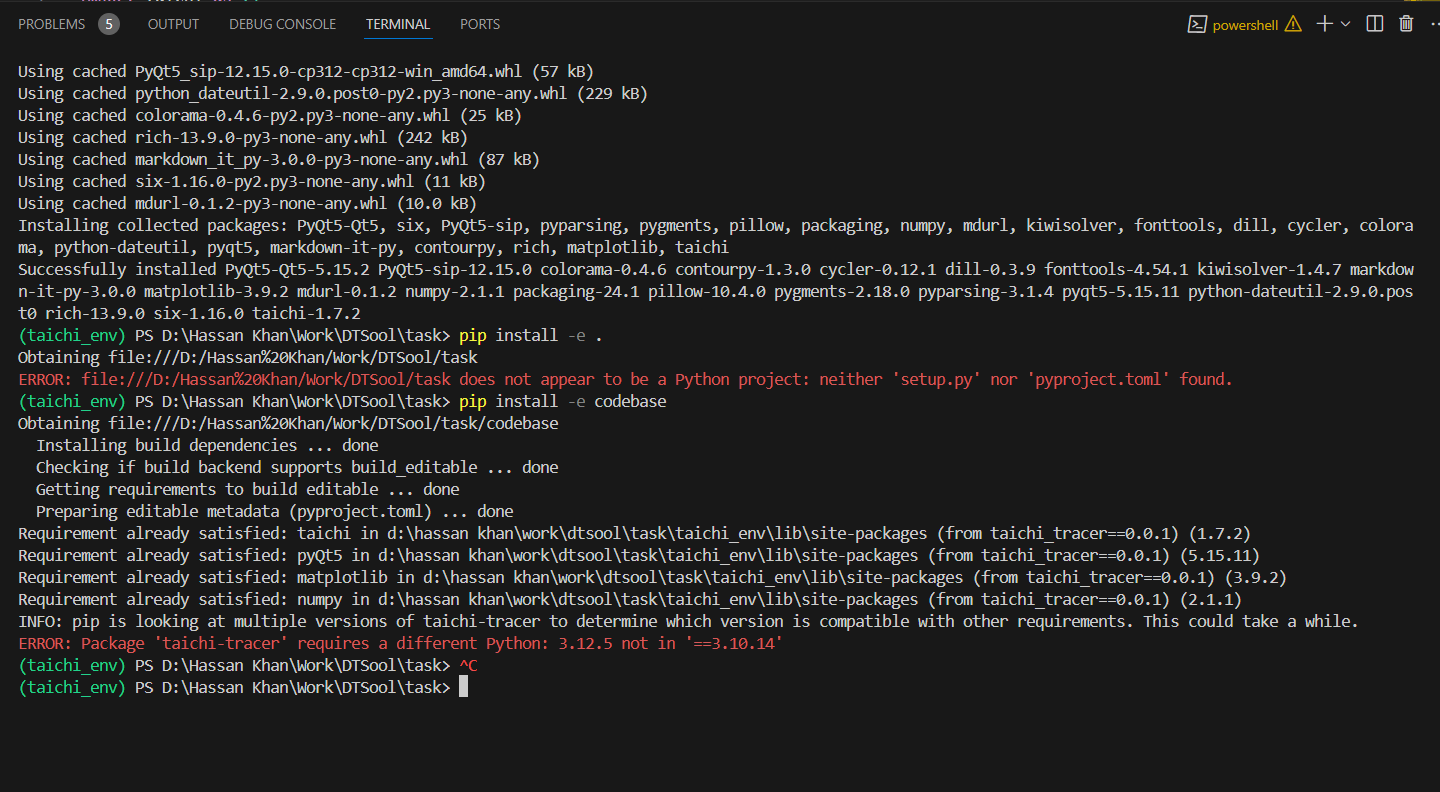 PROBLEMS 5 OUTPUT DEBUG CONSOLE TERMINAL PORTS powershell
Using cached PyQt5_sip-12.15.0-cp312-cp312-win_amd64.whl (57 kB)
Using cached python_dateutil-2.9.0.post0-py2.py3-none-any.whl (229 kB)
Using cached colorama-0.4.6-py2.py3-none-any.whl (25 kB)
Using cached rich-13.9.0-py3-none-any.whl (242 kB)
Using cached markdown_it_py-3.0.0-py3-none-any.whl (87 kB)
Using cached six-1.16.0-py2.py3-none-any.whl (11 kB)
Using cached mdurl-0.1.2-py3-none-any.whl (10.0 kB)
Installing collected packages: PyQt5-Qt5, six, PyQt5-sip, pyparsing, pygments, pillow, packaging, numpy, mdurl, kiwisolver, fonttools, dill, cycler, colora
ma, python-dateutil, pyqt5, markdown-it-py, contourpy, rich, matplotlib, taichi
Successfully installed PyQt5-Qt5-5.15.2 PyQt5-sip-12.15.0 colorama-0.4.6 contourpy-1.3.0 cycler-0.12.1 dill-0.3.9 fonttools-4.54.1 kiwisolver-1.4.7 markdow
n-it-py-3.0.0 matplotlib-3.9.2 mdurl-0.1.2 numpy-2.1.1 packaging-24.1 pillow-10.4.0 pygments-2.18.0 pyparsing-3.1.4 pyqt5-5.15.11 python-dateutil-2.9.0.pos
t0 rich-13.9.0 six-1.16.0 taichi-1.7.2
(taichi_env) PS D:\Hassan Khan\Work\DTSool\task> pip install -e .
Obtaining file:///D:/Hassan%20Khan/Work/DTSool/task
ERROR: file:///D:/Hassan%20Khan/Work/DTSool/task does not appear to be a Python project: neither 'setup.py' nor 'pyproject.toml' found.
(taichi_env) PS D:\Hassan Khan\Work\DTSool\task> pip install -e codebase
Obtaining file:///D:/Hassan%20Khan/Work/DTSool/task/codebase
  Installing build dependencies ... done
  Checking if build backend supports build_editable ... done
  Getting requirements to build editable ... done
  Preparing editable metadata (pyproject.toml) ... done
Requirement already satisfied: taichi in d:\hassan khan\work\dtsool\task\taichi_env\lib\site-packages (from taichi_tracer==0.0.1) (1.7.2)
Requirement already satisfied: pyQt5 in d:\hassan khan\work\dtsool\task\taichi_env\lib\site-packages (from taichi_tracer==0.0.1) (5.15.11)
Requirement already satisfied: matplotlib in d:\hassan khan\work\dtsool\task\taichi_env\lib\site-packages (from taichi_tracer==0.0.1) (3.9.2)
Requirement already satisfied: numpy in d:\hassan khan\work\dtsool\task\taichi_env\lib\site-packages (from taichi_tracer==0.0.1) (2.1.1)
INFO: pip is looking at multiple versions of taichi-tracer to determine which version is compatible with other requirements. This could take a while.
ERROR: Package 'taichi-tracer' requires a different Python: 3.12.5 not in '==3.10.14'
(taichi_env) PS D:\Hassan Khan\Work\DTSool\task> ^C
(taichi_env) PS D:\Hassan Khan\Work\DTSool\task>